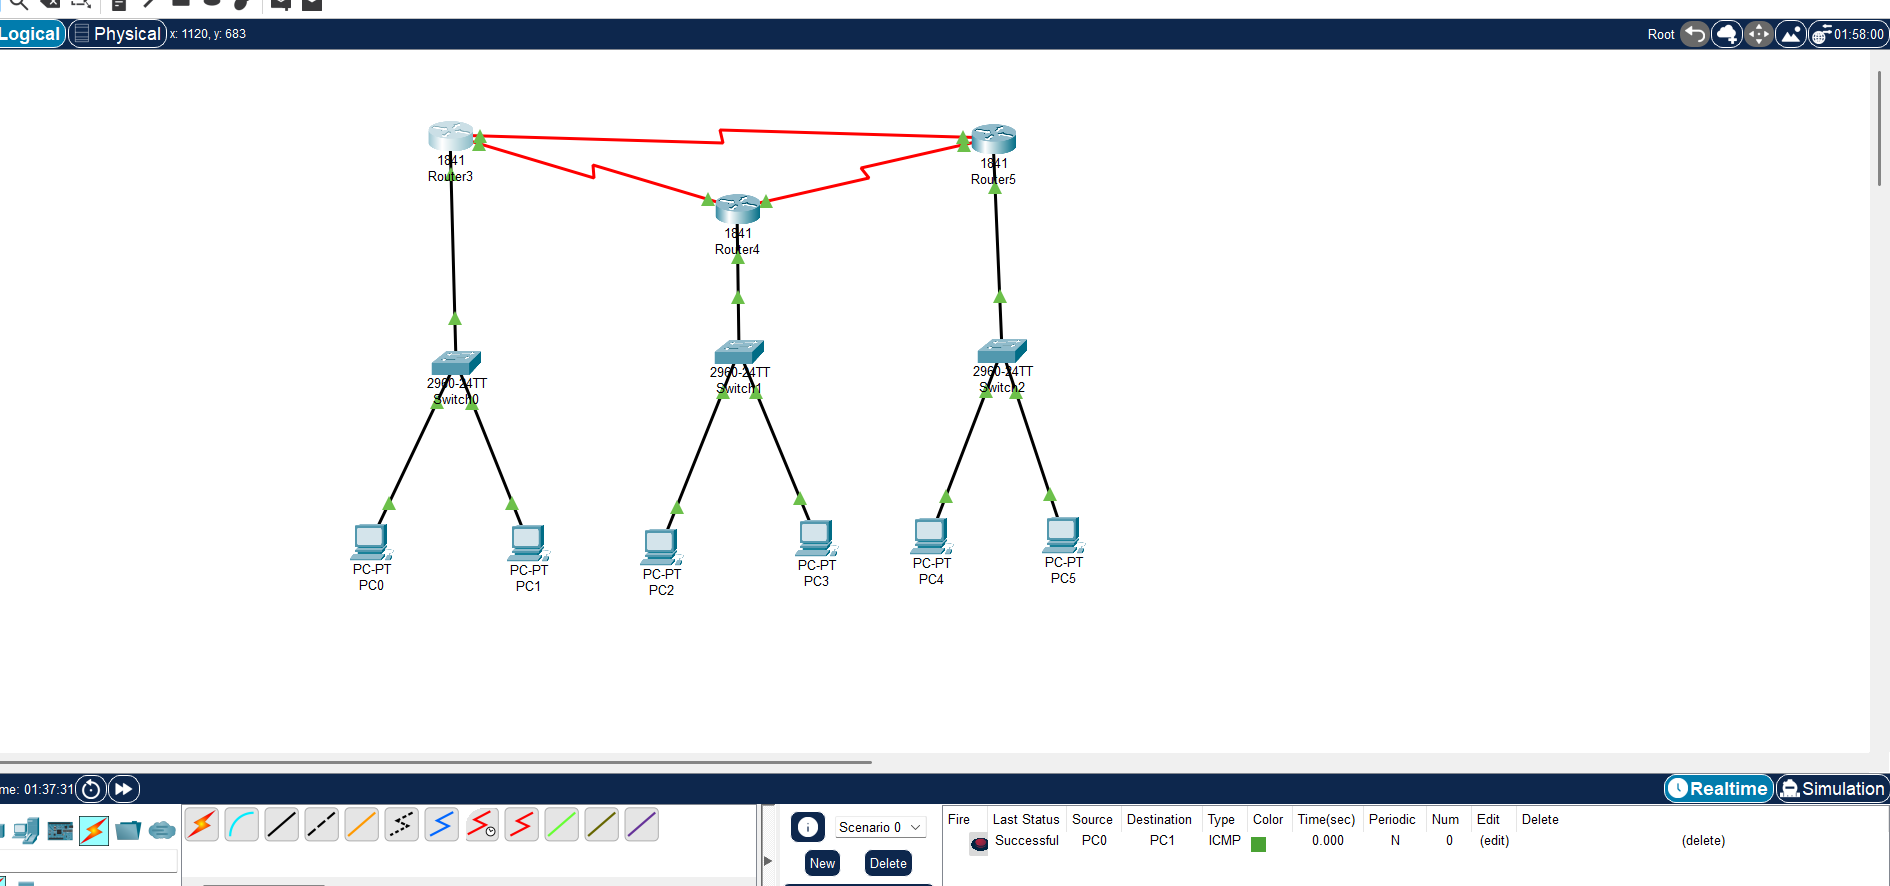 Logical Physical x: 1120, y: 683 Root 01:58:00
1841
Router3
1841
Router5
1841
Router4
2960-24TT
Switch0
2960-24TT
Switch1
2960-24TT
Switch2
PC-PT
PC0
PC-PT
PC1
PC-PT
PC2
PC-PT
PC3
PC-PT
PC4
PC-PT
PC5
me: 01:37:31 Realtime Simulation
Scenario 0
New Delete
Fire Last Status Source Destination Type Color Time(sec) Periodic Num Edit Delete
Successful PC0 PC1 ICMP 0.000 N 0 (edit) (delete)